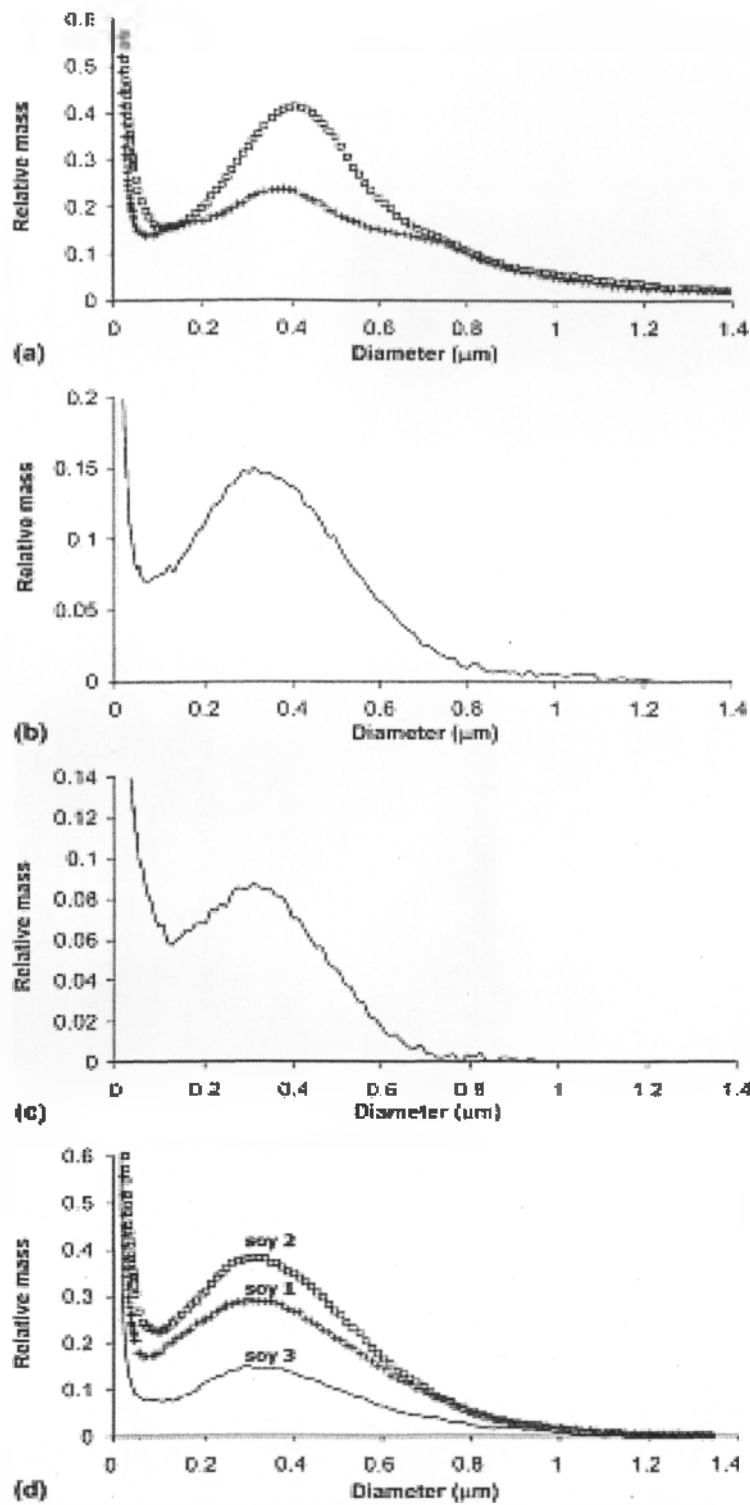 0.6
0.5
0.4
0.3
0.2
0.1
0
Relative mass
0 0.2 0.4 0.6 0.8 1 1.2 1.4
Diameter (µm)
(a)
0.2
0.15
0.1
0.05
0
Relative mass
0 0.2 0.4 0.6 0.8 1 1.2 1.4
Diameter (µm)
(b)
0.14
0.12
0.1
0.08
0.06
0.04
0.02
0
Relative mass
0 0.2 0.4 0.6 0.8 1 1.2 1.4
Diameter (µm)
(c)
0.6
0.5
0.4
0.3
0.2
0.1
0
Relative mass
soy 2
soy 1
soy 3
0 0.2 0.4 0.6 0.8 1 1.2 1.4
Diameter (µm)
(d)